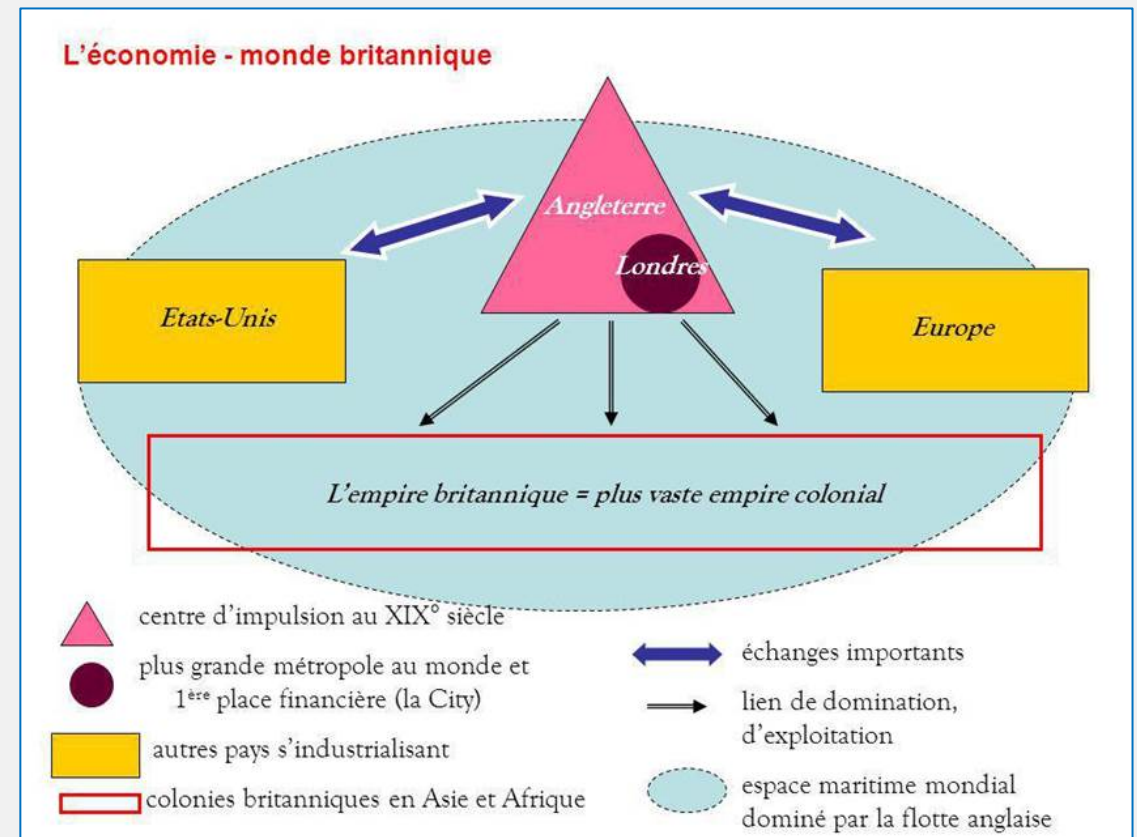 L'économie - monde britannique
Angleterre
Londres
Etats-Unis
Europe
L'empire britannique = plus vaste empire colonial
centre d'impulsion au XIX° siècle
plus grande métropole au monde et
1ère place financière (la City)
autres pays s'industrialisant
colonies britanniques en Asie et Afrique
échanges importants
lien de domination,
d'exploitation
espace maritime mondial
dominé par la flotte anglaise